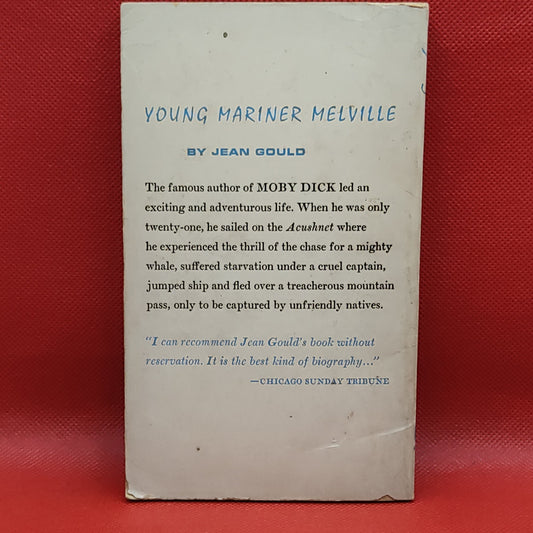 YOUNG MARINER MELVILLE
BY JEAN GOULD
The famous author of MOBY DICK led an
exciting and adventurous life. When he was only
twenty-one, he sailed on the Acushnet where
he experienced the thrill of the chase for a mighty
whale, suffered starvation under a cruel captain,
jumped ship and fled over a treacherous mountain
pass, only to be captured by unfriendly natives.
"I can recommend Jean Gould's book without
reservation. It is the best kind of biography..."
—CHICAGO SUNDAY TRIBUNE